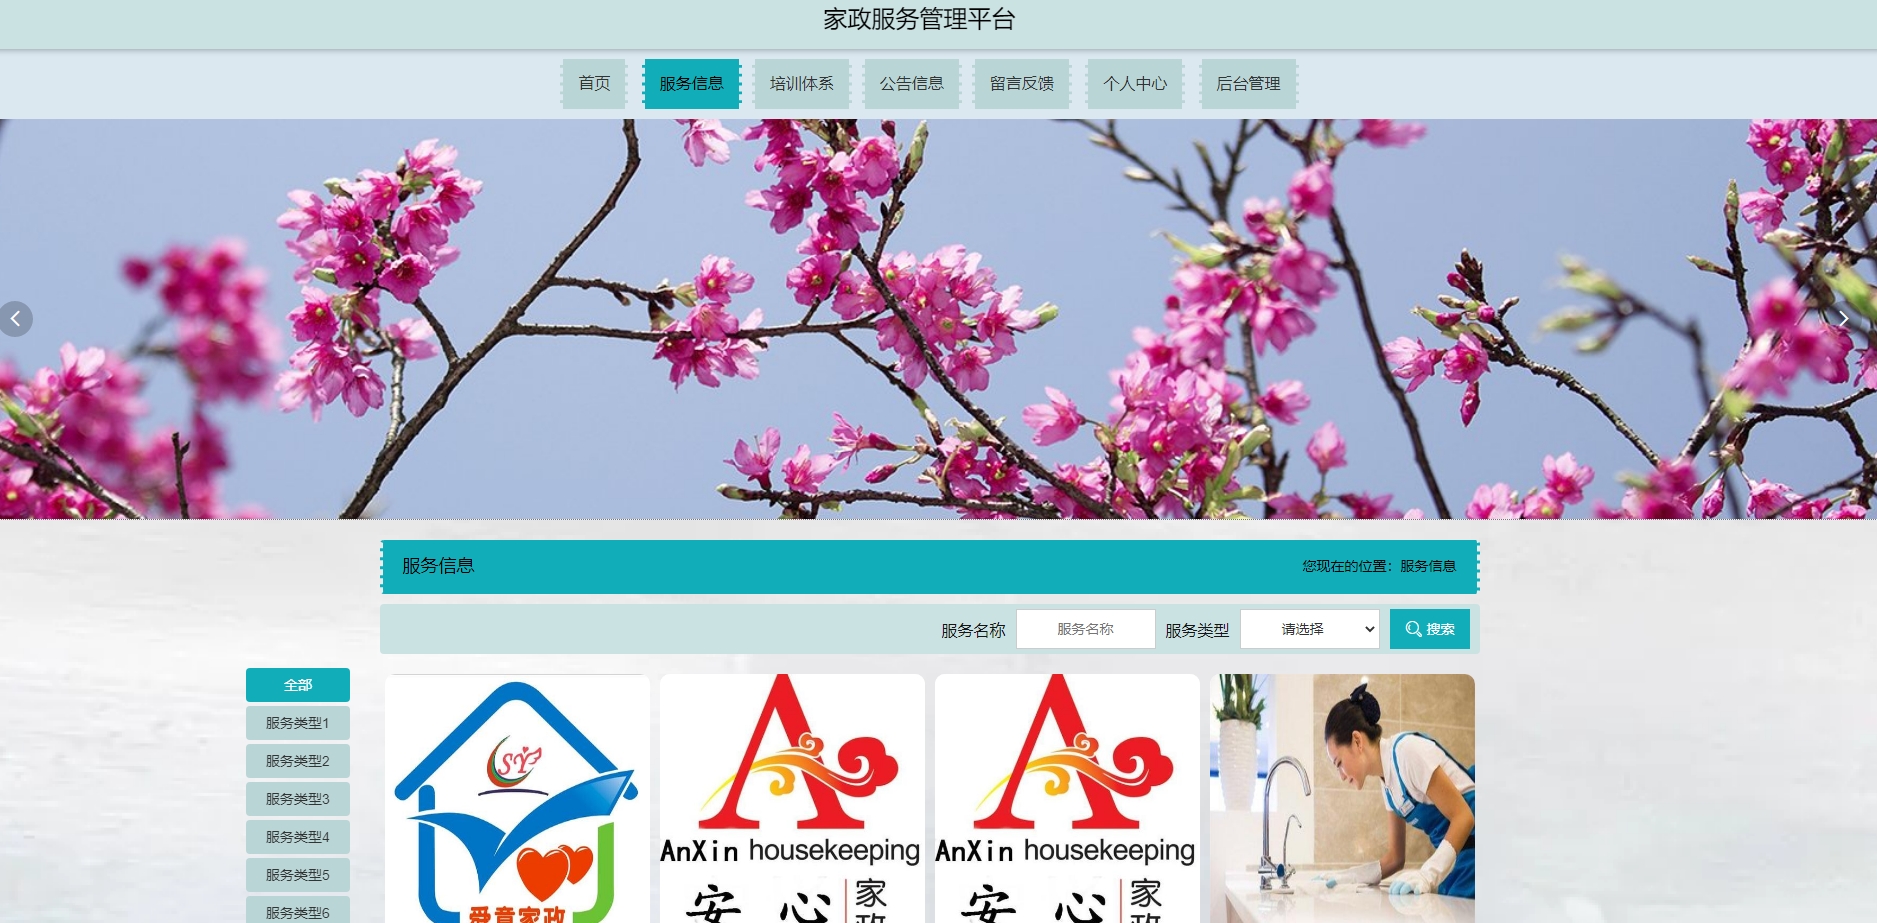 家政服务管理平台
首页 服务信息 培训体系 公告信息 留言反馈 个人中心 后台管理
服务信息 您现在的位置：服务信息
服务名称 服务名称 服务类型 请选择 搜索
全部
服务类型1
服务类型2
服务类型3
服务类型4
服务类型5
服务类型6
SY
AnXin housekeeping
安心 家政
AnXin housekeeping
安心 家政